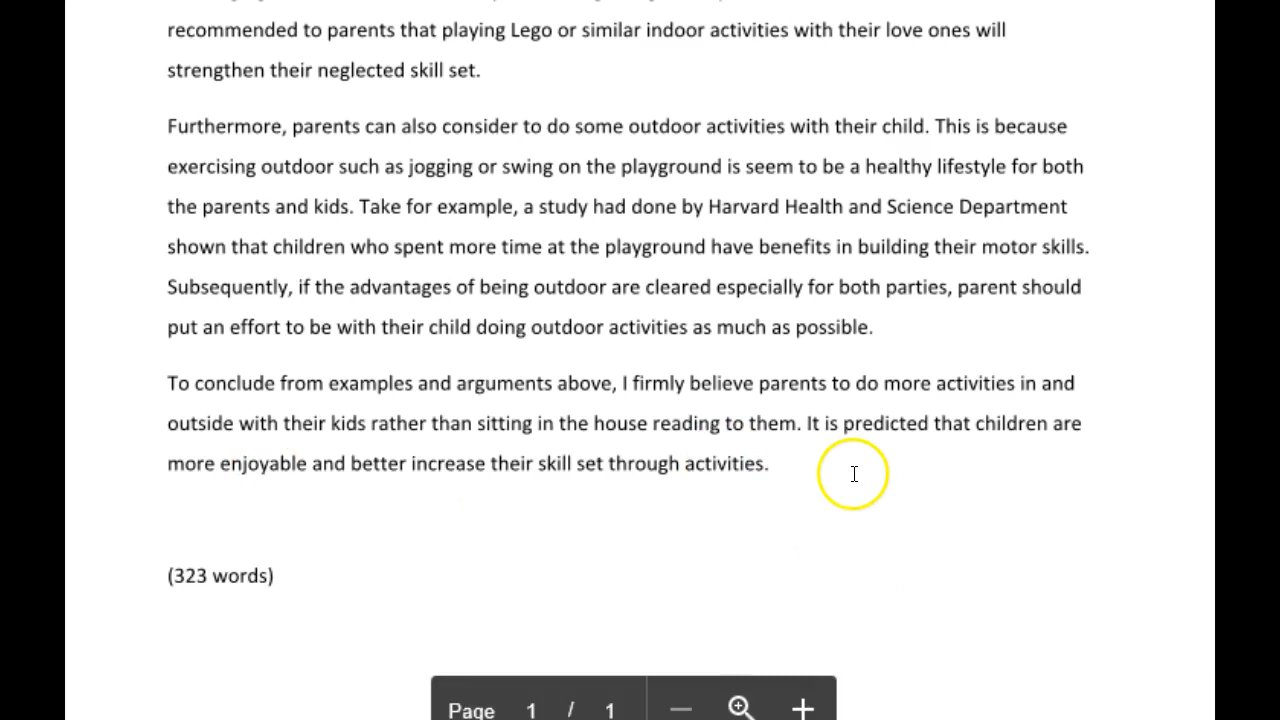 recommended to parents that playing Lego or similar indoor activities with their love ones will
strengthen their neglected skill set.
Furthermore, parents can also consider to do some outdoor activities with their child. This is because
exercising outdoor such as jogging or swing on the playground is seem to be a healthy lifestyle for both
the parents and kids. Take for example, a study had done by Harvard Health and Science Department
shown that children who spent more time at the playground have benefits in building their motor skills.
Subsequently, if the advantages of being outdoor are cleared especially for both parties, parent should
put an effort to be with their child doing outdoor activities as much as possible.
To conclude from examples and arguments above, I firmly believe parents to do more activities in and
outside with their kids rather than sitting in the house reading to them. It is predicted that children are
more enjoyable and better increase their skill set through activities.
(323 words)
Page 1 / 1